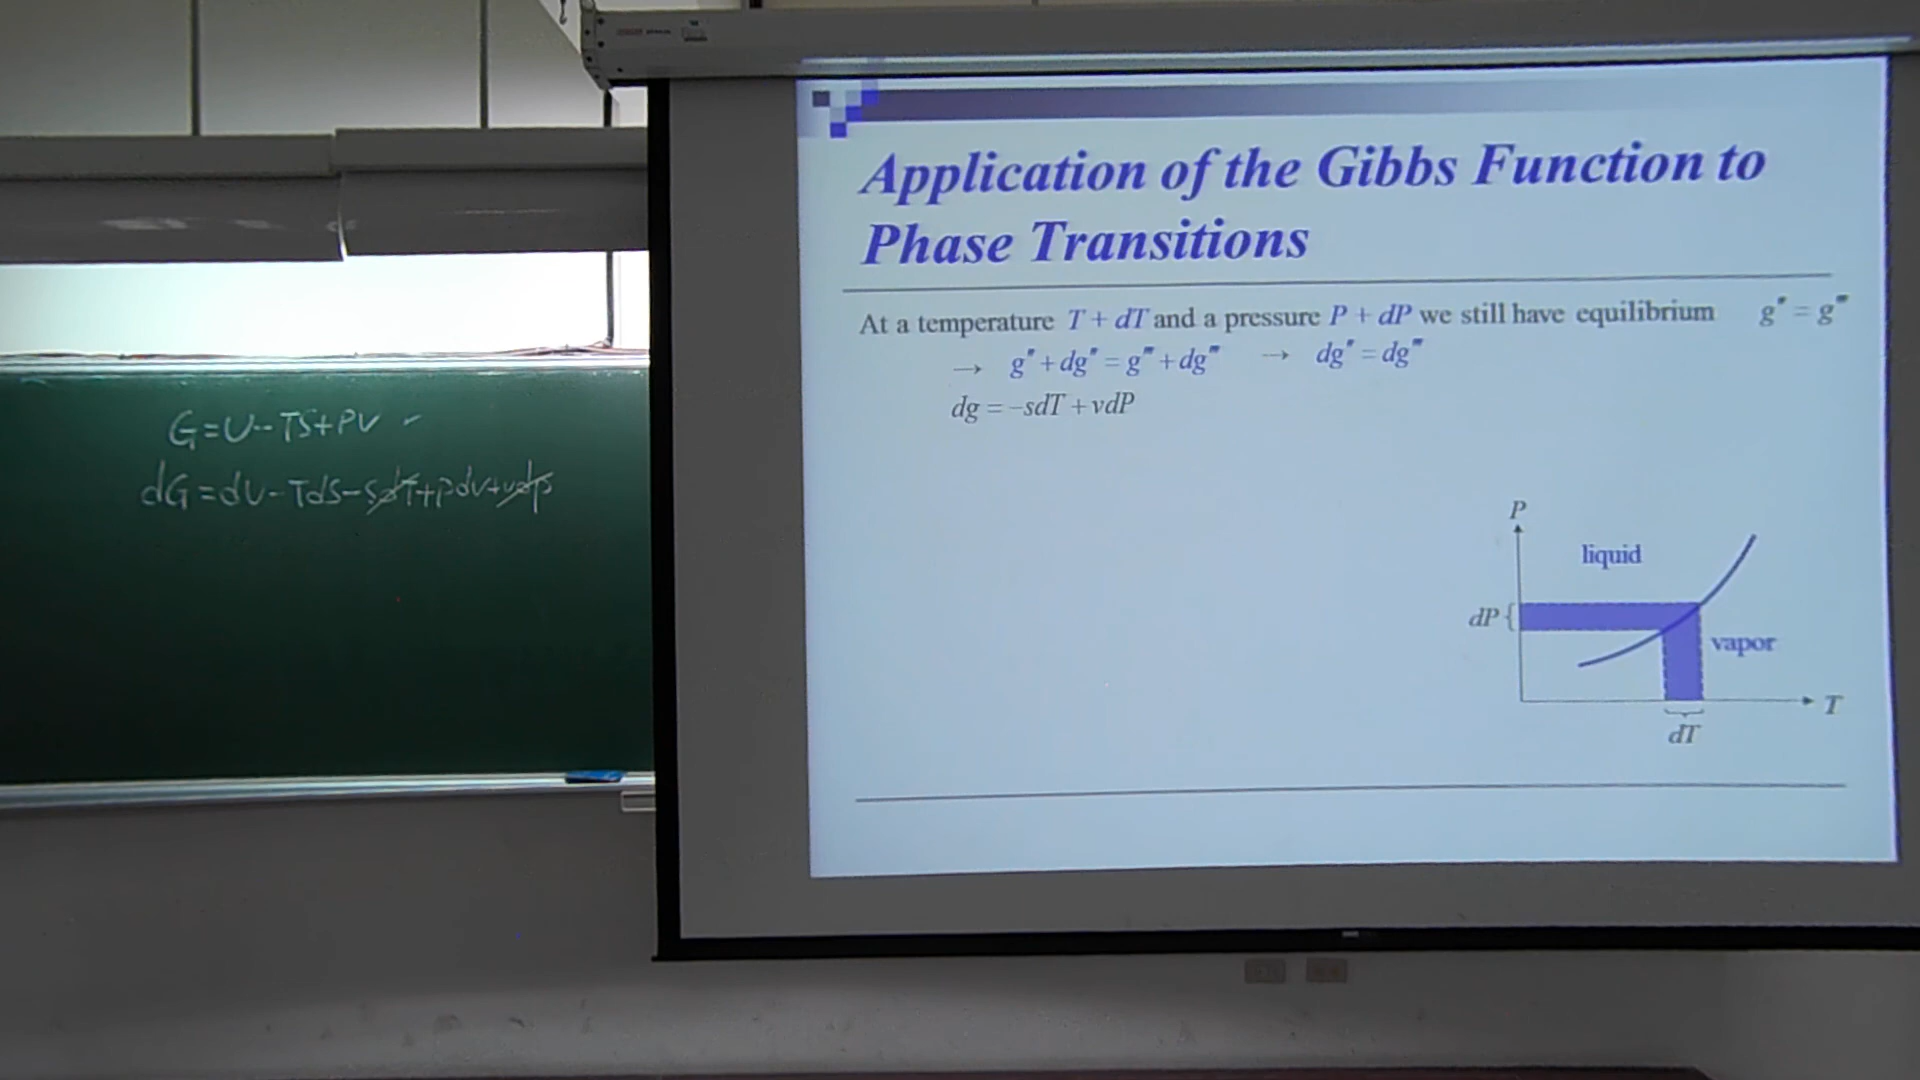 G=U-TS+PV
dG=dU-TdS-SdT+PdV+VdP
Application of the Gibbs Function to
Phase Transitions
At a temperature T + dT and a pressure P + dP we still have equilibrium g″ = g‴
→ g″ + dg″ = g‴ + dg‴ → dg″ = dg‴
dg = −sdT + vdP
P
liquid
dP {
vapor
T
dT